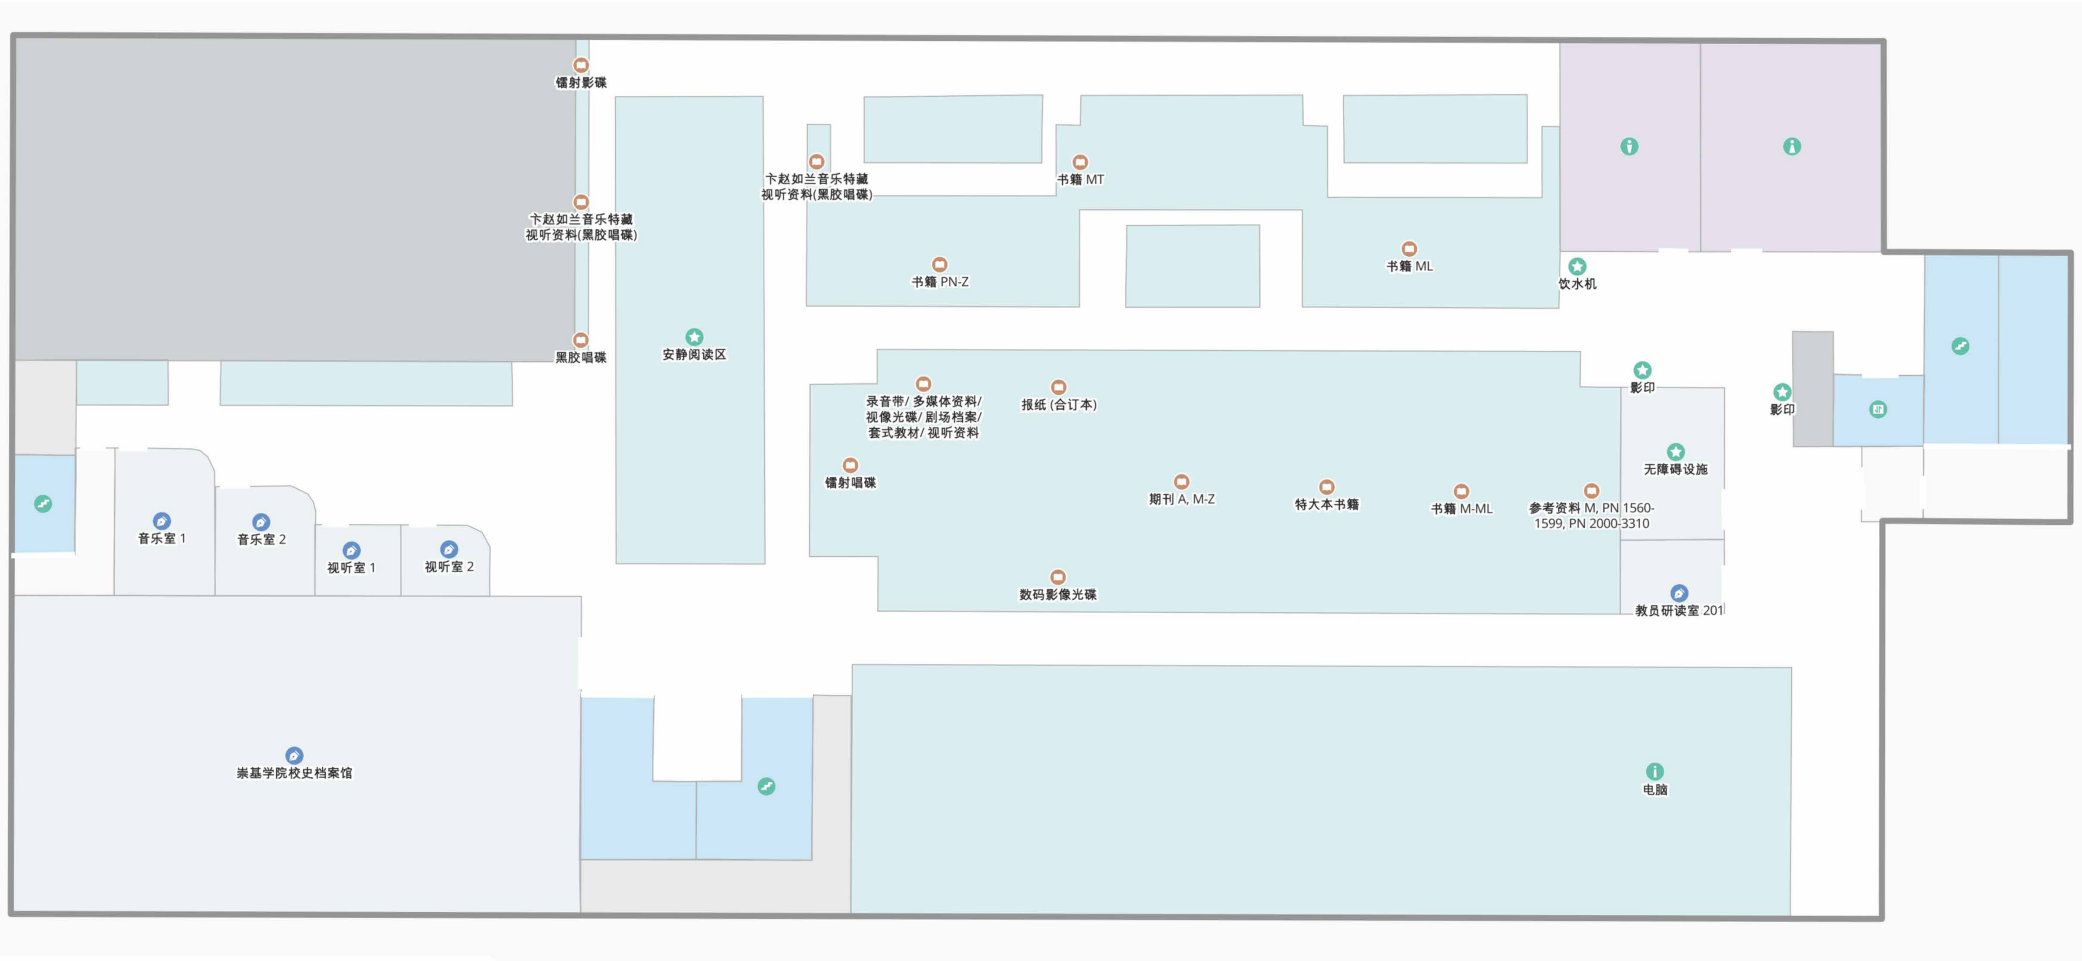 镭射影碟
卞赵如兰音乐特藏
视听资料(黑胶唱碟)
书籍 MT
卞赵如兰音乐特藏
视听资料(黑胶唱碟)
书籍 PN-Z
书籍 ML
饮水机
黑胶唱碟
安静阅读区
影印
影印
录音带/ 多媒体资料/
视像光碟/ 剧场档案/
套式教材/ 视听资料
报纸 (合订本)
镭射唱碟
期刊 A, M-Z
特大本书籍
书籍 M-ML
参考资料 M, PN 1560-
1599, PN 2000-3310
无障碍设施
音乐室 1
音乐室 2
视听室 1
视听室 2
数码影像光碟
教员研读室 201
崇基学院校史档案馆
电脑